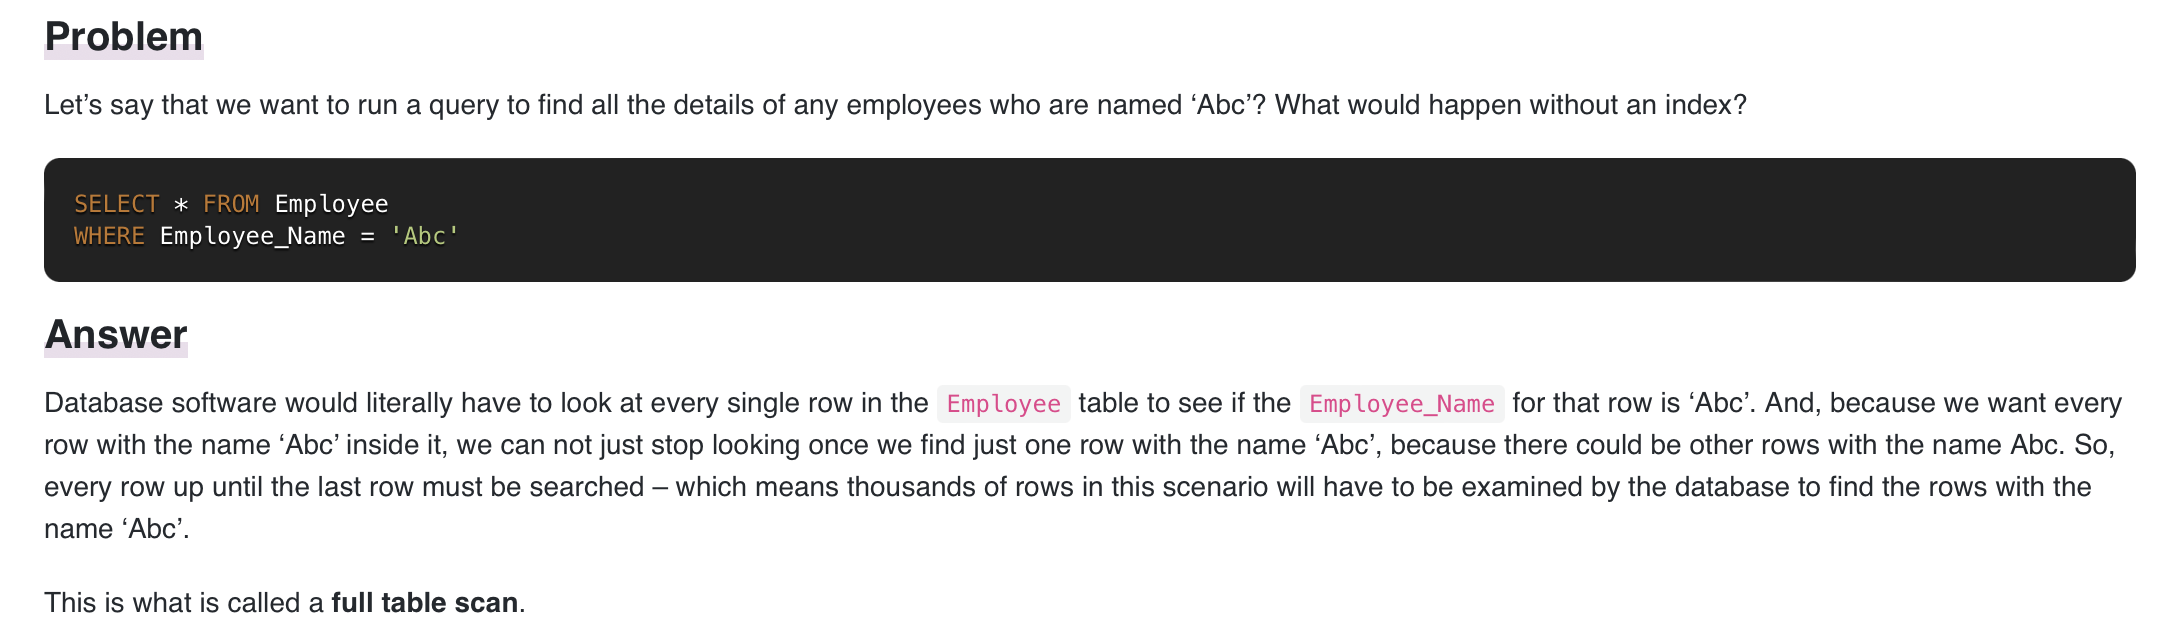 Problem
Let’s say that we want to run a query to find all the details of any employees who are named ‘Abc’? What would happen without an index?
SELECT * FROM Employee
WHERE Employee_Name = 'Abc'
Answer
Database software would literally have to look at every single row in the Employee table to see if the Employee_Name for that row is ‘Abc’. And, because we want every
row with the name ‘Abc’ inside it, we can not just stop looking once we find just one row with the name ‘Abc’, because there could be other rows with the name Abc. So,
every row up until the last row must be searched – which means thousands of rows in this scenario will have to be examined by the database to find the rows with the
name ‘Abc’.
This is what is called a full table scan.